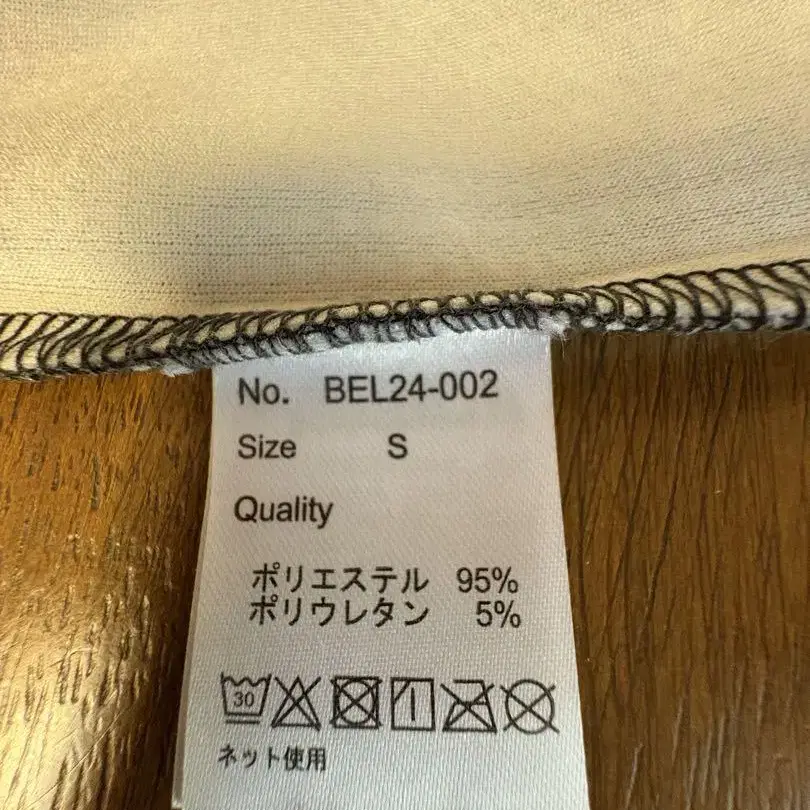 No. BEL24-002
Size S
Quality
ポリエステル 95%
ポリウレタン 5%
30
ネット使用